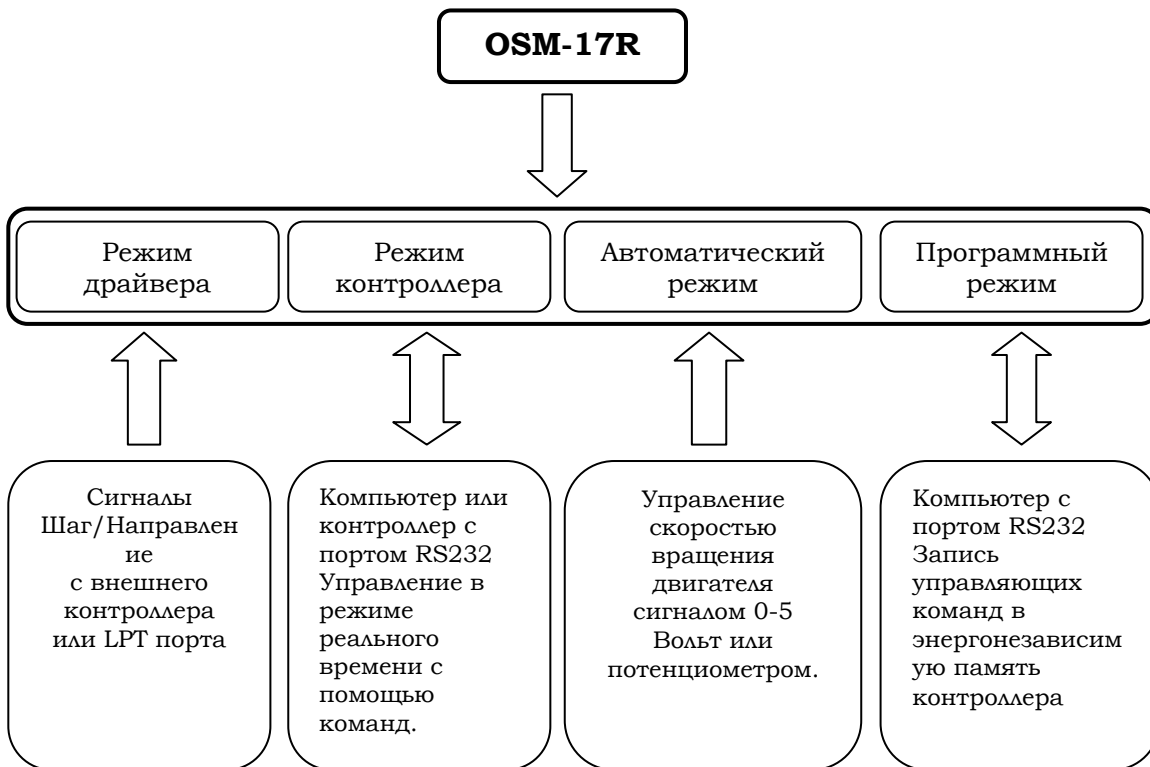 OSM-17R
Режим
драйвера
Режим
контроллера
Автоматический
режим
Программный
режим
Сигналы
Шаг/Направлен
ие
с внешнего
контроллера
или LPT порта
Компьютер или
контроллер с
портом RS232
Управление в
режиме
реального
времени с
помощью
команд.
Управление
скоростью
вращения
двигателя
сигналом 0-5
Вольт или
потенциометром.
Компьютер с
портом RS232
Запись
управляющих
команд в
энергонезависим
ую память
контроллера